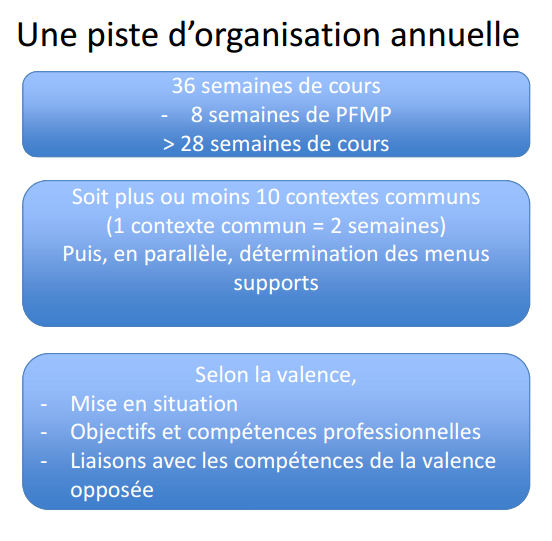 Une piste d’organisation annuelle
36 semaines de cours
- 8 semaines de PFMP
> 28 semaines de cours
Soit plus ou moins 10 contextes communs
(1 contexte commun = 2 semaines)
Puis, en parallèle, détermination des menus
supports
Selon la valence,
- Mise en situation
- Objectifs et compétences professionnelles
- Liaisons avec les compétences de la valence
opposée